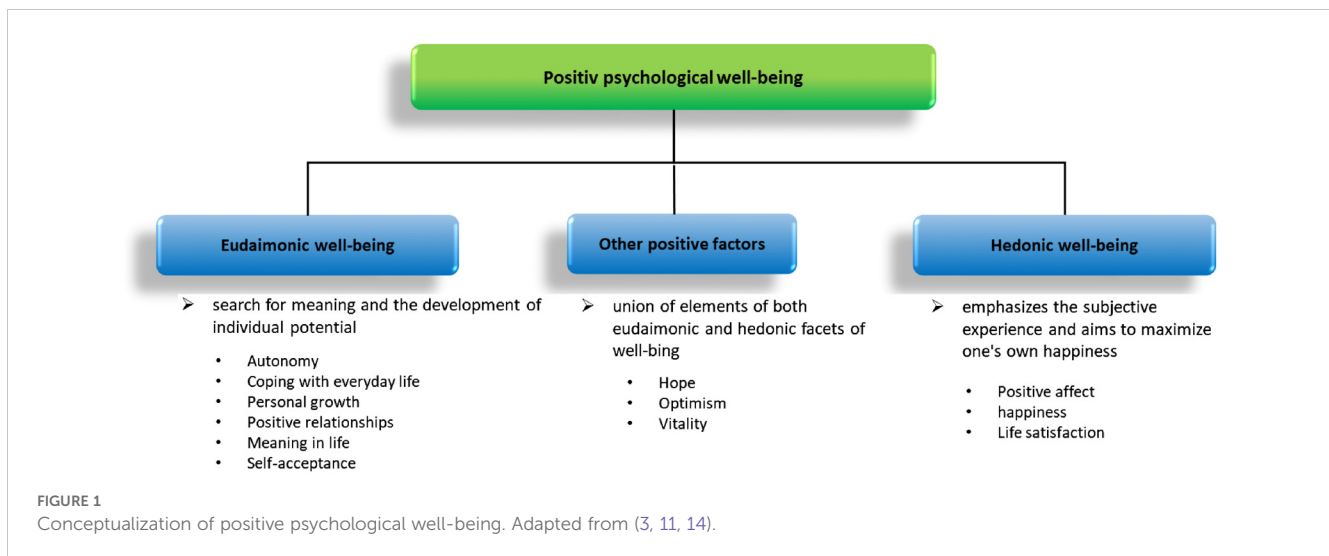 Positiv psychological well-being
Eudaimonic well-being
➢ search for meaning and the development of
individual potential
• Autonomy
• Coping with everyday life
• Personal growth
• Positive relationships
• Meaning in life
• Self-acceptance
Other positive factors
➢ union of elements of both
eudaimonic and hedonic facets of
well-bing
• Hope
• Optimism
• Vitality
Hedonic well-being
➢ emphasizes the subjective
experience and aims to maximize
one's own happiness
• Positive affect
• happiness
• Life satisfaction
FIGURE 1
Conceptualization of positive psychological well-being. Adapted from (3, 11, 14).